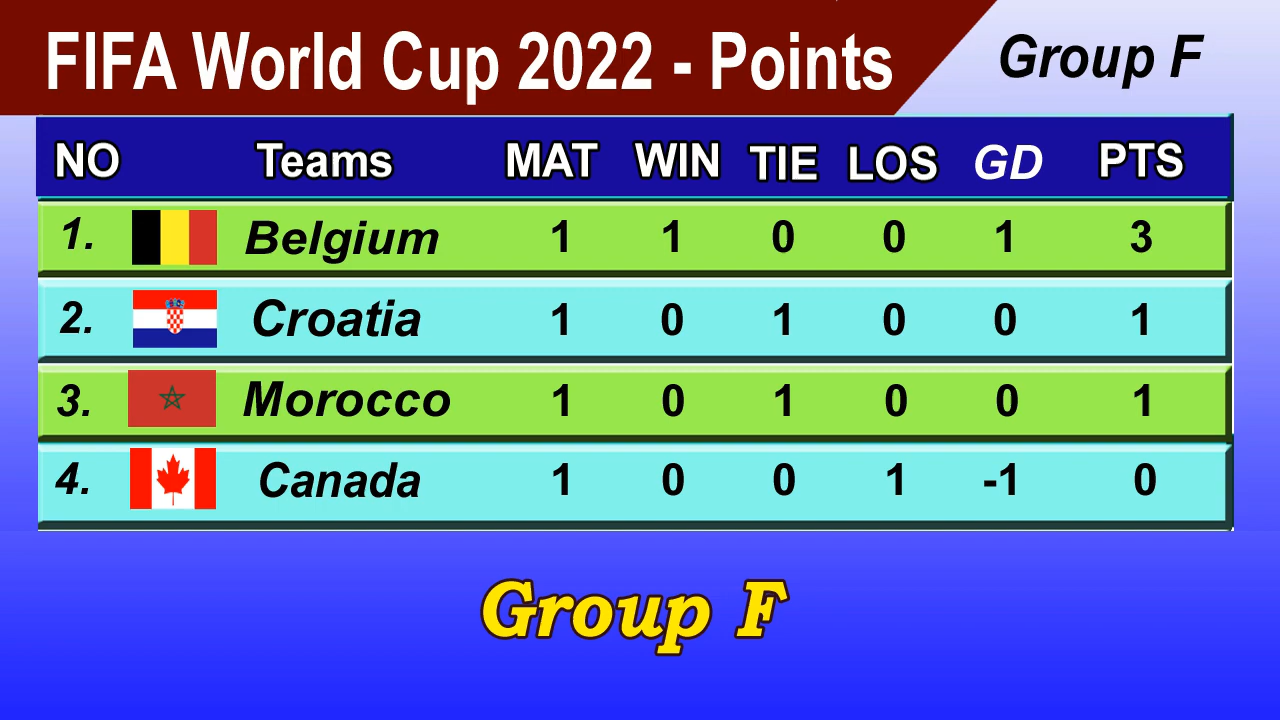 FIFA World Cup 2022 - Points Group F
NO Teams MAT WIN TIE LOS GD PTS
1. Belgium 1 1 0 0 1 3
2. Croatia 1 0 1 0 0 1
3. Morocco 1 0 1 0 0 1
4. Canada 1 0 0 1 -1 0
Group F